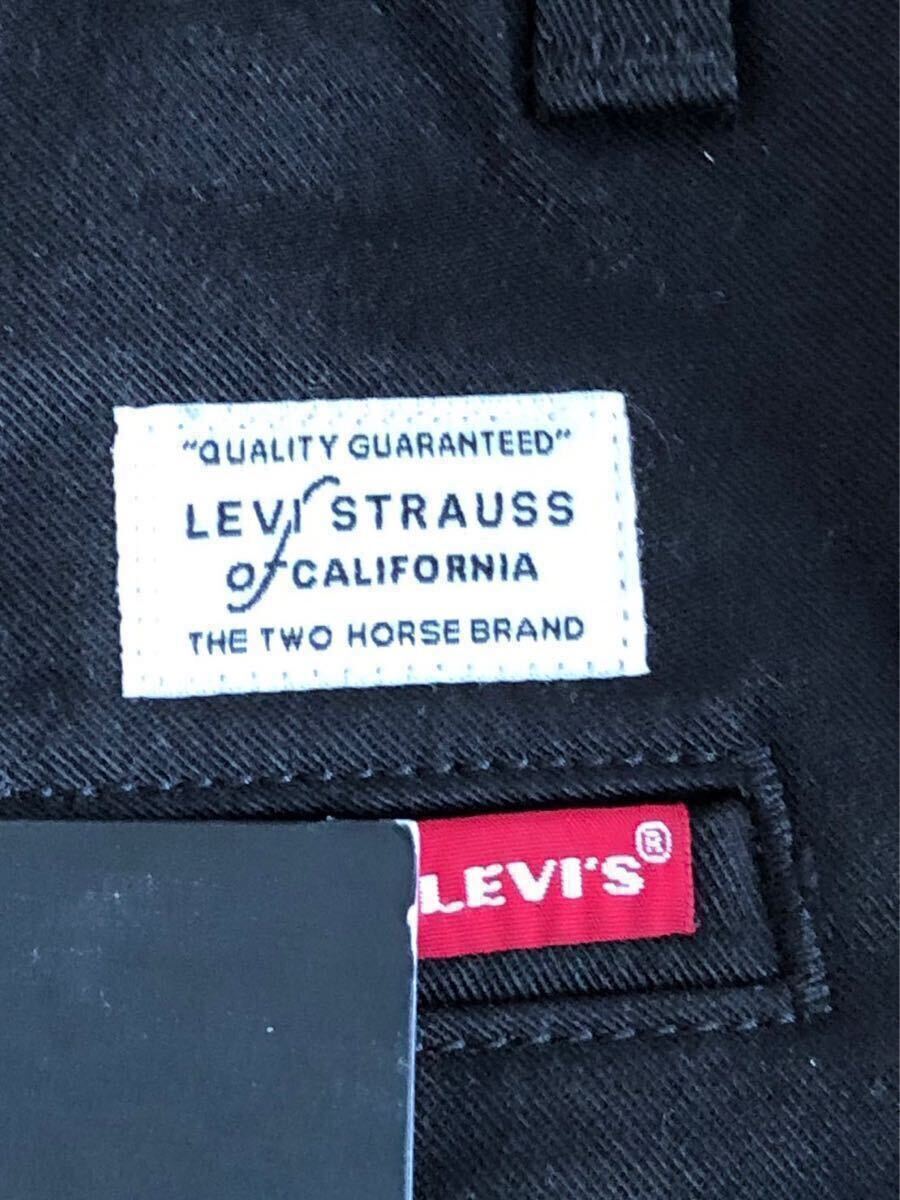 "QUALITY GUARANTEED"
LEVI STRAUSS
of CALIFORNIA
THE TWO HORSE BRAND
LEVI'S®